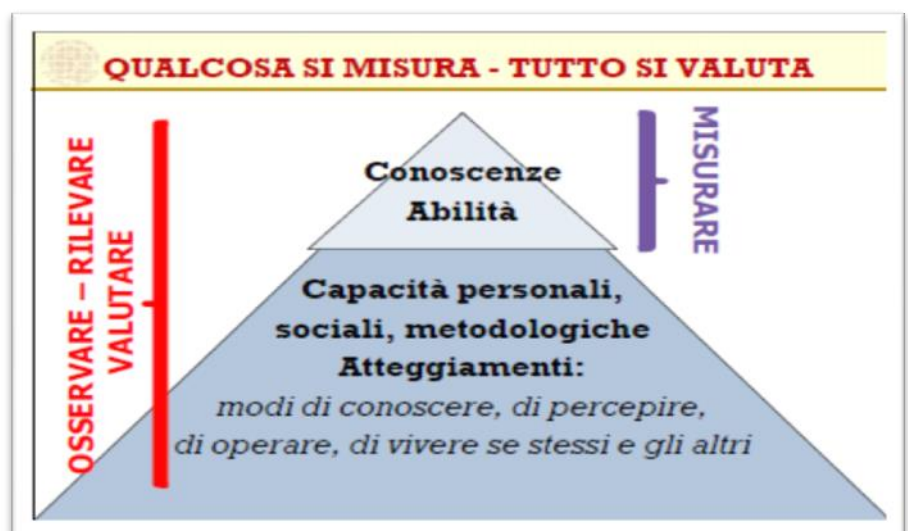 QUALCOSA SI MISURA - TUTTO SI VALUTA
OSSERVARE – RILEVARE
VALUTARE
Conoscenze
Abilità
MISURARE
Capacità personali,
sociali, metodologiche
Atteggiamenti:
modi di conoscere, di percepire,
di operare, di vivere se stessi e gli altri